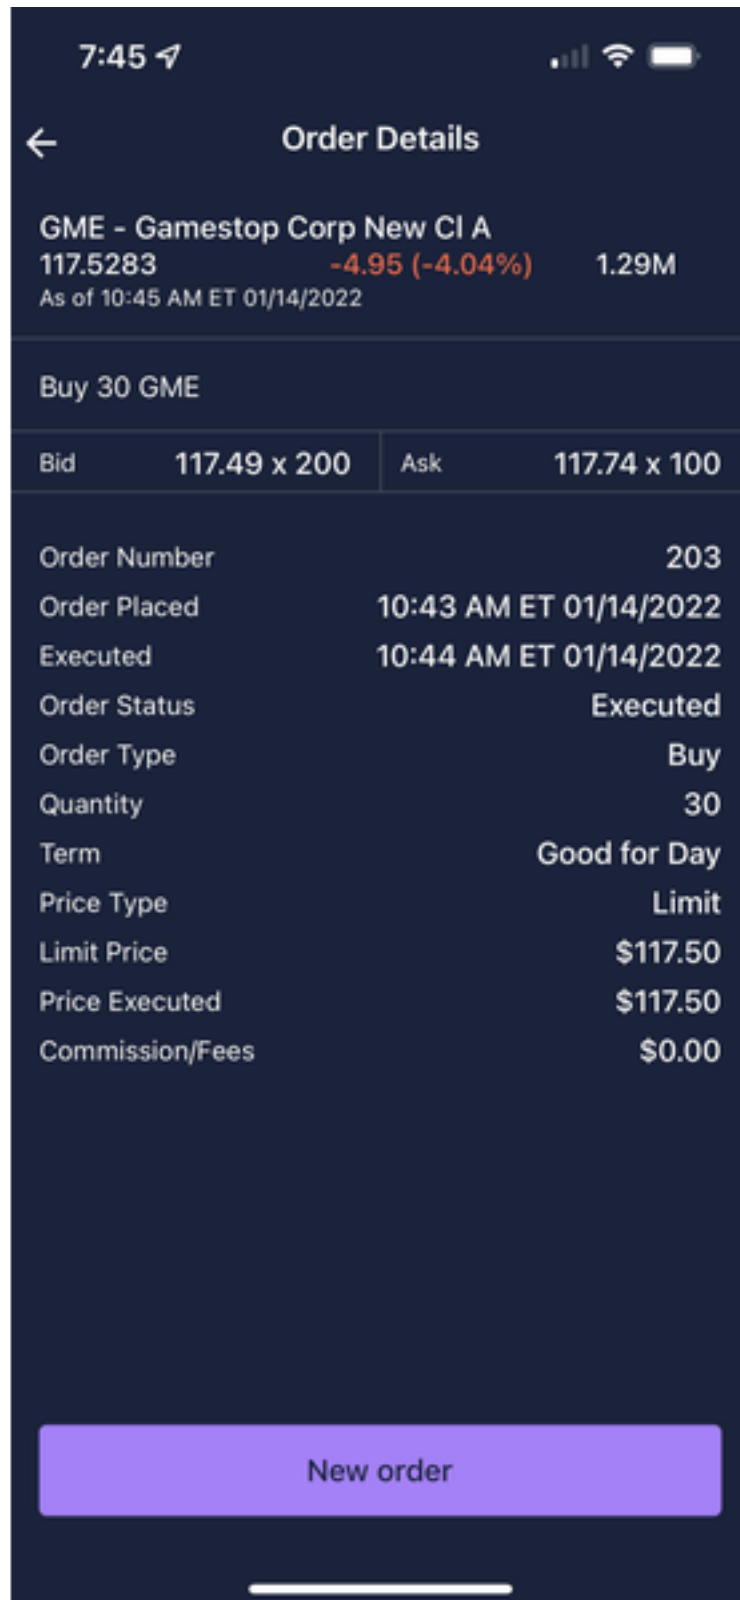 7:45
Order Details
GME - Gamestop Corp New Cl A
117.5283 -4.95 (-4.04%) 1.29M
As of 10:45 AM ET 01/14/2022
Buy 30 GME
Bid 117.49 x 200 Ask 117.74 x 100
Order Number 203
Order Placed 10:43 AM ET 01/14/2022
Executed 10:44 AM ET 01/14/2022
Order Status Executed
Order Type Buy
Quantity 30
Term Good for Day
Price Type Limit
Limit Price $117.50
Price Executed $117.50
Commission/Fees $0.00
New order